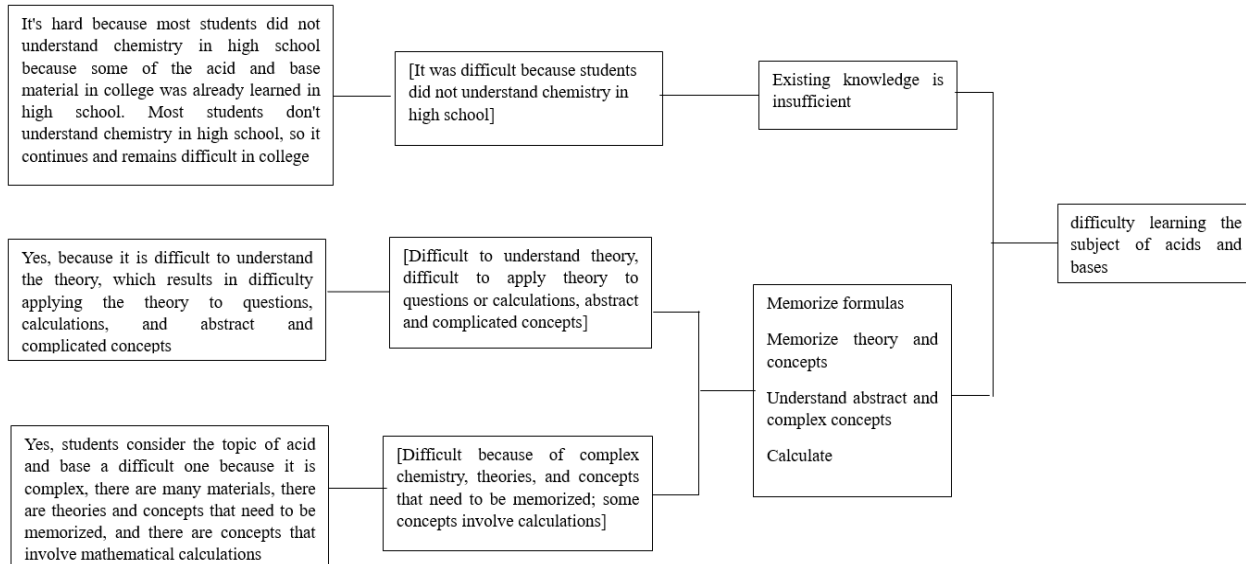 It's hard because most students did not
understand chemistry in high school
because some of the acid and base
material in college was already learned in
high school. Most students don't
understand chemistry in high school, so it
continues and remains difficult in college
[It was difficult because students
did not understand chemistry in
high school]
Existing knowledge is
insufficient
difficulty learning the
subject of acids and
bases
Yes, because it is difficult to understand
the theory, which results in difficulty
applying the theory to questions,
calculations, and abstract and
complicated concepts
[Difficult to understand theory,
difficult to apply theory to
questions or calculations, abstract
and complicated concepts]
Memorize formulas
Memorize theory and
concepts
Understand abstract and
complex concepts
Calculate
Yes, students consider the topic of acid
and base a difficult one because it is
complex, there are many materials, there
are theories and concepts that need to be
memorized, and there are concepts that
involve mathematical calculations
[Difficult because of complex
chemistry, theories, and concepts
that need to be memorized; some
concepts involve calculations]